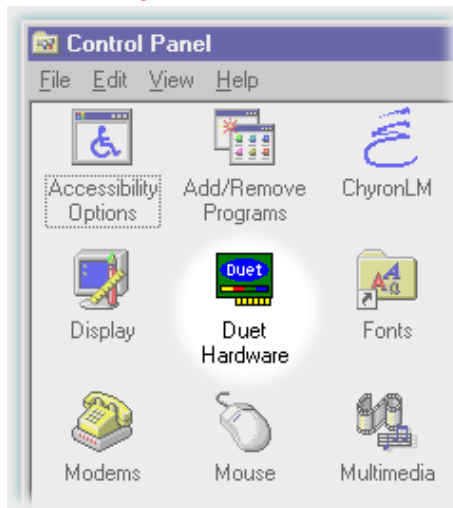 Control Panel
File Edit View Help
Accessibility Options
Add/Remove Programs
ChyronLM
Display
Duet
Duet Hardware
Fonts
Modems
Mouse
Multimedia